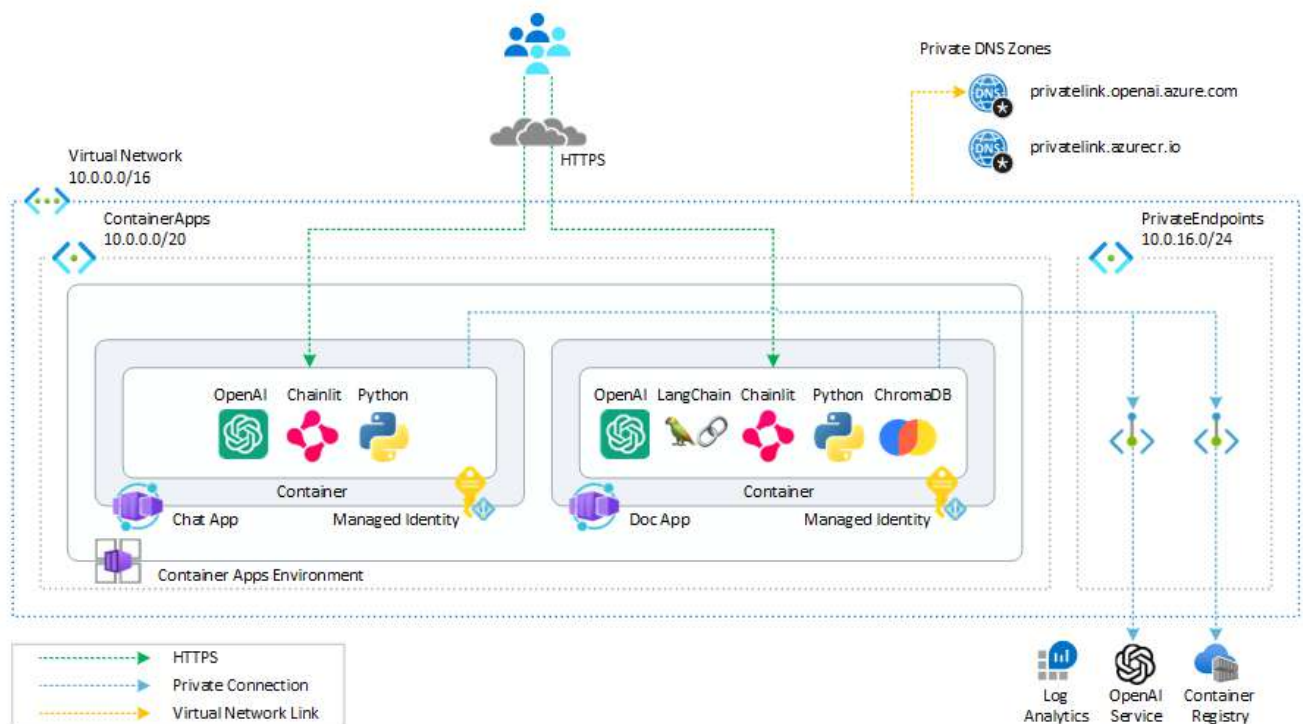 Private DNS Zones
DNS
privatelink.openai.azure.com
DNS
privatelink.azurecr.io
HTTPS
Virtual Network
10.0.0.0/16
ContainerApps
10.0.0.0/20
PrivateEndpoints
10.0.16.0/24
OpenAI Chainlit Python
OpenAI LangChain Chainlit Python ChromaDB
Container
Container
Chat App
Managed Identity
Doc App
Managed Identity
Container Apps Environment
HTTPS
Private Connection
Virtual Network Link
Log
Analytics
OpenAI
Service
Container
Registry